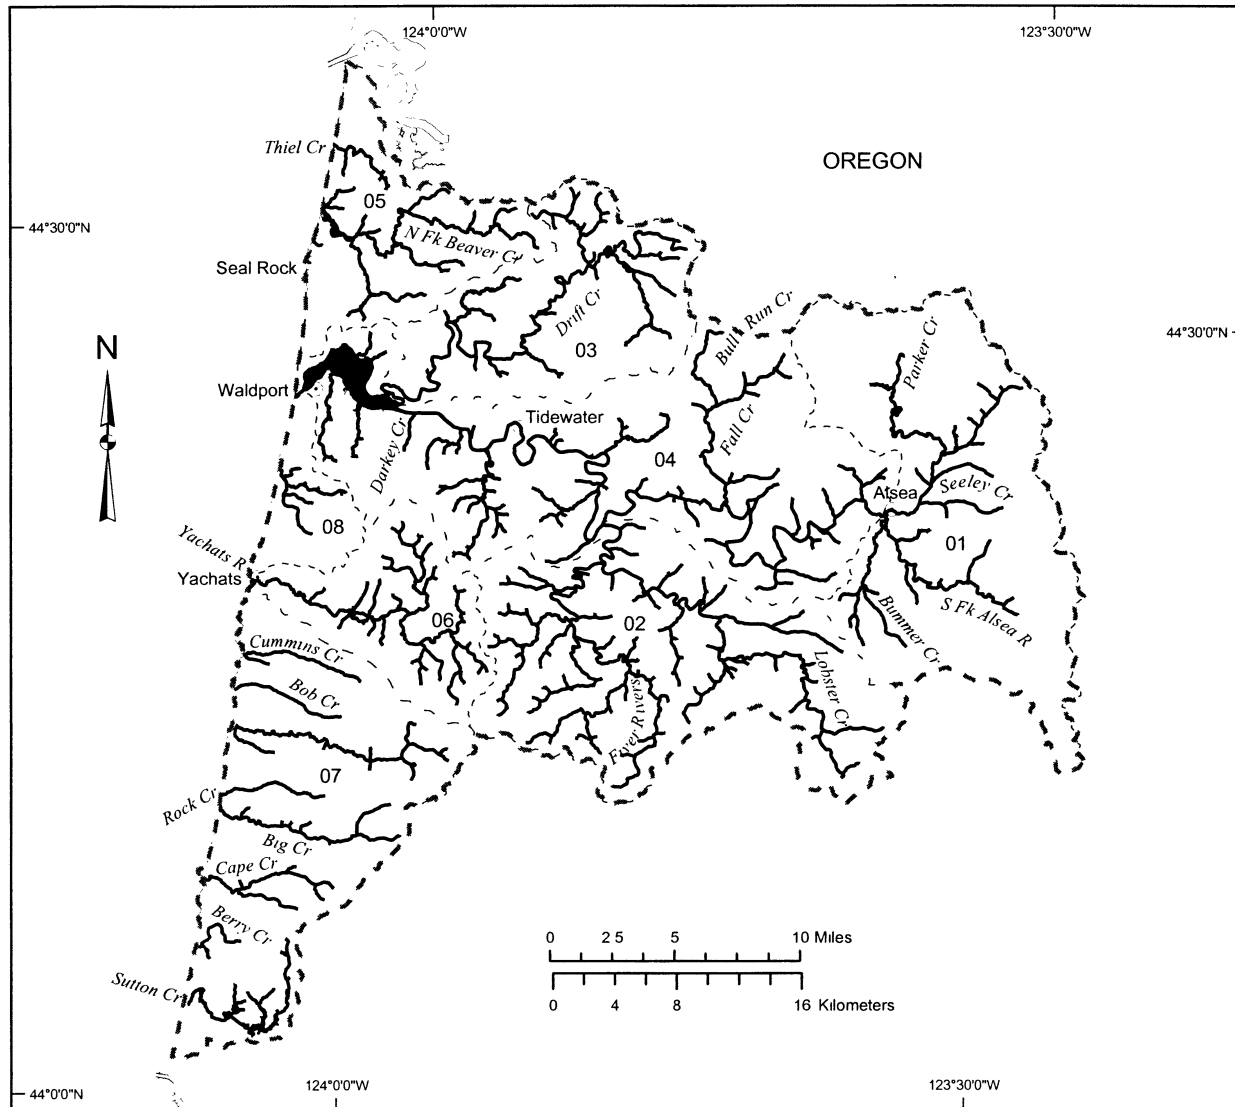 124°0'0"W
123°30'0"W
Thiel Cr
OREGON
05
44°30'0"N
N Fk Beaver Cr
Seal Rock
Drift Cr
Bull Run Cr
44°30'0"N
N
03
Parker Cr
Waldport
Tidewater
Fall Cr
Darkey Cr
04
Alsea
Seeley Cr
08
01
Yachats R
Yachats
06
02
Bummer Cr
S Fk Alsea R
Cummins Cr
Lobster Cr
Bob Cr
Fiver Rivers
07
Rock Cr
Big Cr
Cape Cr
Berry Cr
0 2 5 5 10 Miles
Sutton Cr
0 4 8 16 Kilometers
44°0'0"N
124°0'0"W
123°30'0"W